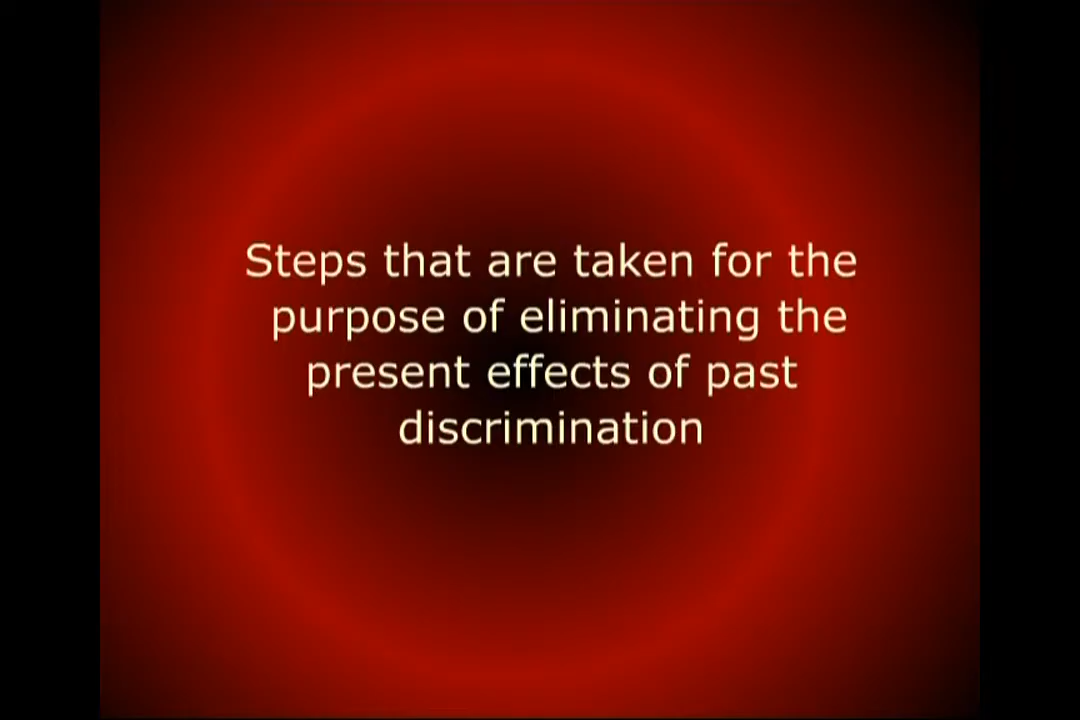 Steps that are taken for the
purpose of eliminating the
present effects of past
discrimination